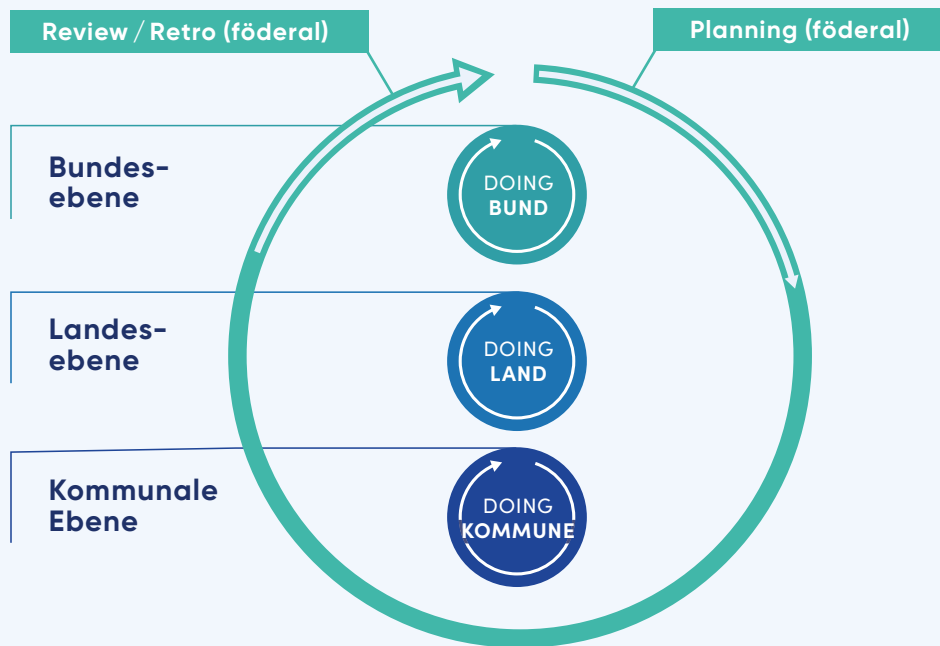 Review / Retro (föderal)
Planning (föderal)
Bundes-
ebene
DOING
BUND
Landes-
ebene
DOING
LAND
Kommunale
Ebene
DOING
KOMMUNE